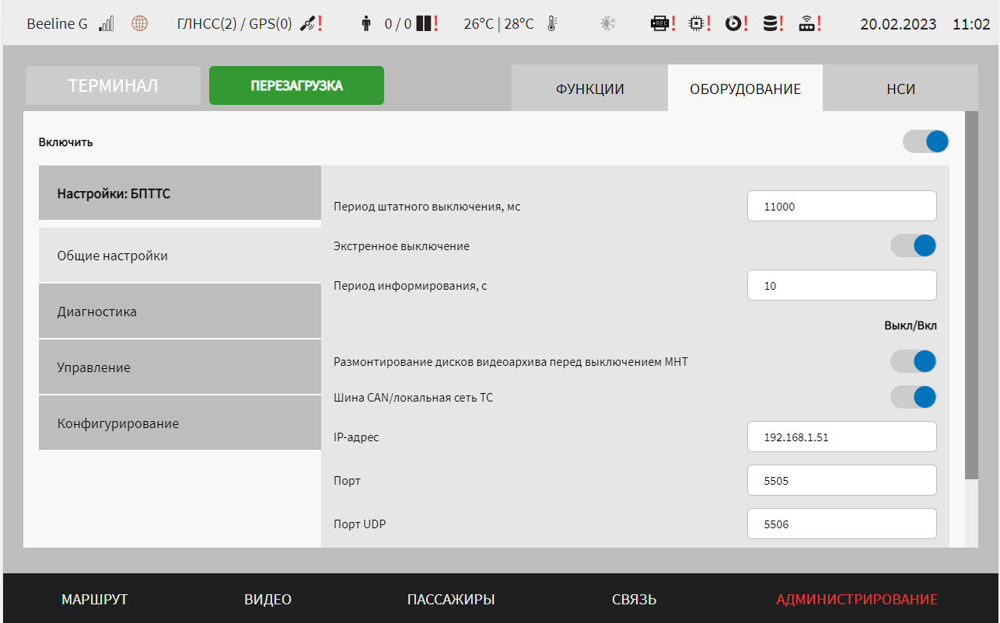 Beeline G ГЛНСС(2) / GPS(0) ! 0 / 0 ! 26°C | 28°C REC ! ! ! ! ! 20.02.2023 11:02
ТЕРМИНАЛ ПЕРЕЗАГРУЗКА ФУНКЦИИ ОБОРУДОВАНИЕ НСИ
Включить
Настройки: БПТТС
Общие настройки
Диагностика
Управление
Конфигурирование
Период штатного выключения, мс 11000
Экстренное выключение
Период информирования, с 10
Выкл/Вкл
Размонтирование дисков видеоархива перед выключением МНТ
Шина CAN/локальная сеть ТС
IP-адрес 192.168.1.51
Порт 5505
Порт UDP 5506
МАРШРУТ ВИДЕО ПАССАЖИРЫ СВЯЗЬ АДМИНИСТРИРОВАНИЕ